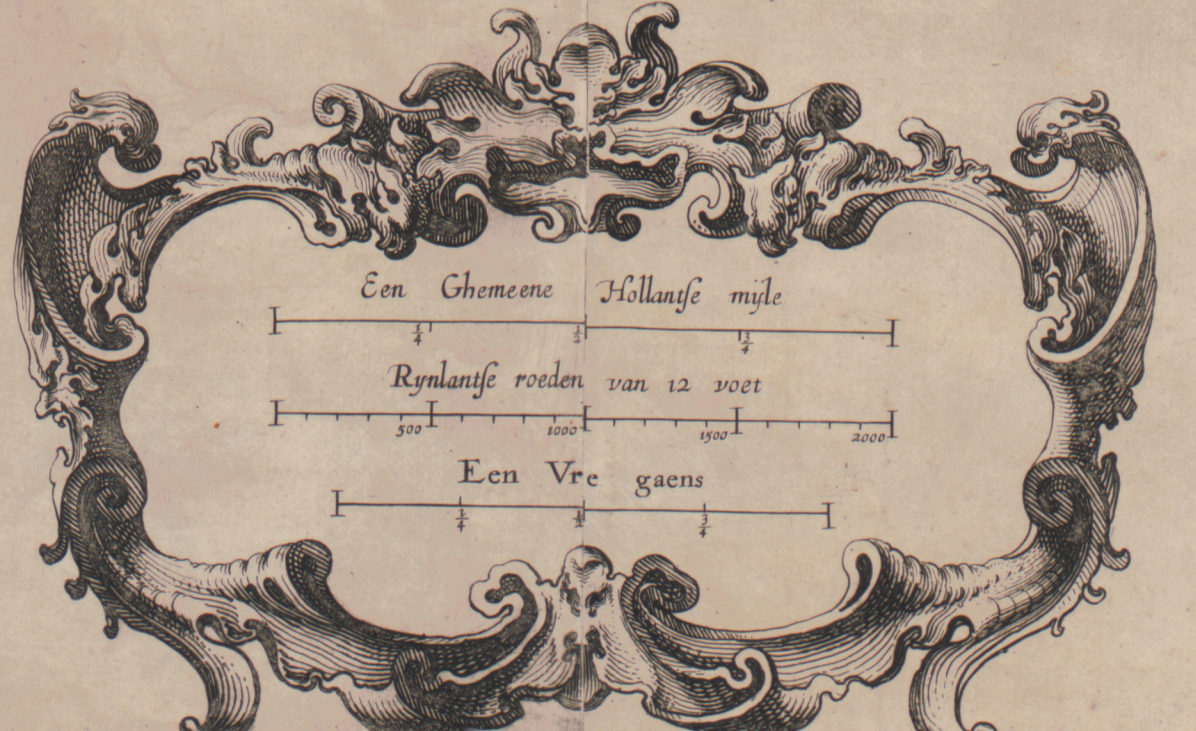 Een Ghemeene Hollantſe mijle
1/4 1/2 3/4
Rynlantſe roeden van 12 voet
500 1000 1500 2000
Een Vre gaens
1/4 1/2 3/4